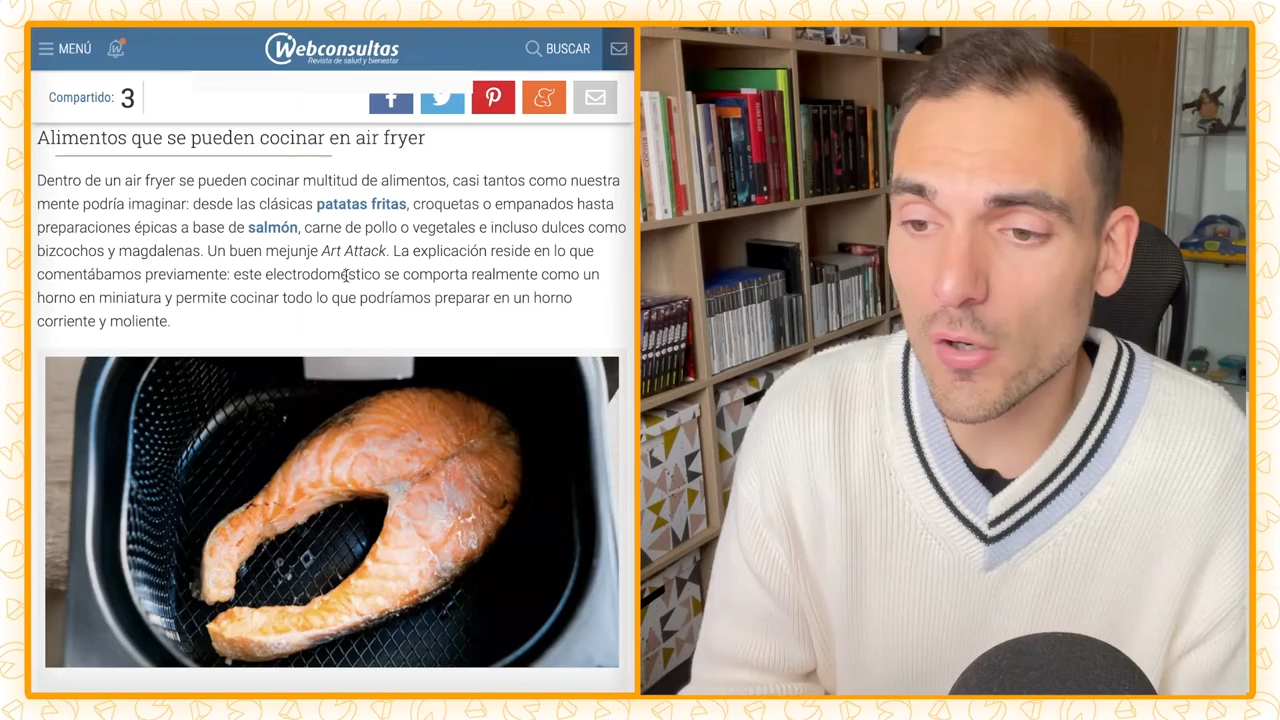 MENÚ
Webconsultas
Revista de salud y bienestar
BUSCAR
Compartido: 3
Alimentos que se pueden cocinar en air fryer
Dentro de un air fryer se pueden cocinar multitud de alimentos, casi tantos como nuestra
mente podría imaginar: desde las clásicas patatas fritas, croquetas o empanados hasta
preparaciones épicas a base de salmón, carne de pollo o vegetales e incluso dulces como
bizcochos y magdalenas. Un buen mejunje Art Attack. La explicación reside en lo que
comentábamos previamente: este electrodoméstico se comporta realmente como un
horno en miniatura y permite cocinar todo lo que podríamos preparar en un horno
corriente y moliente.